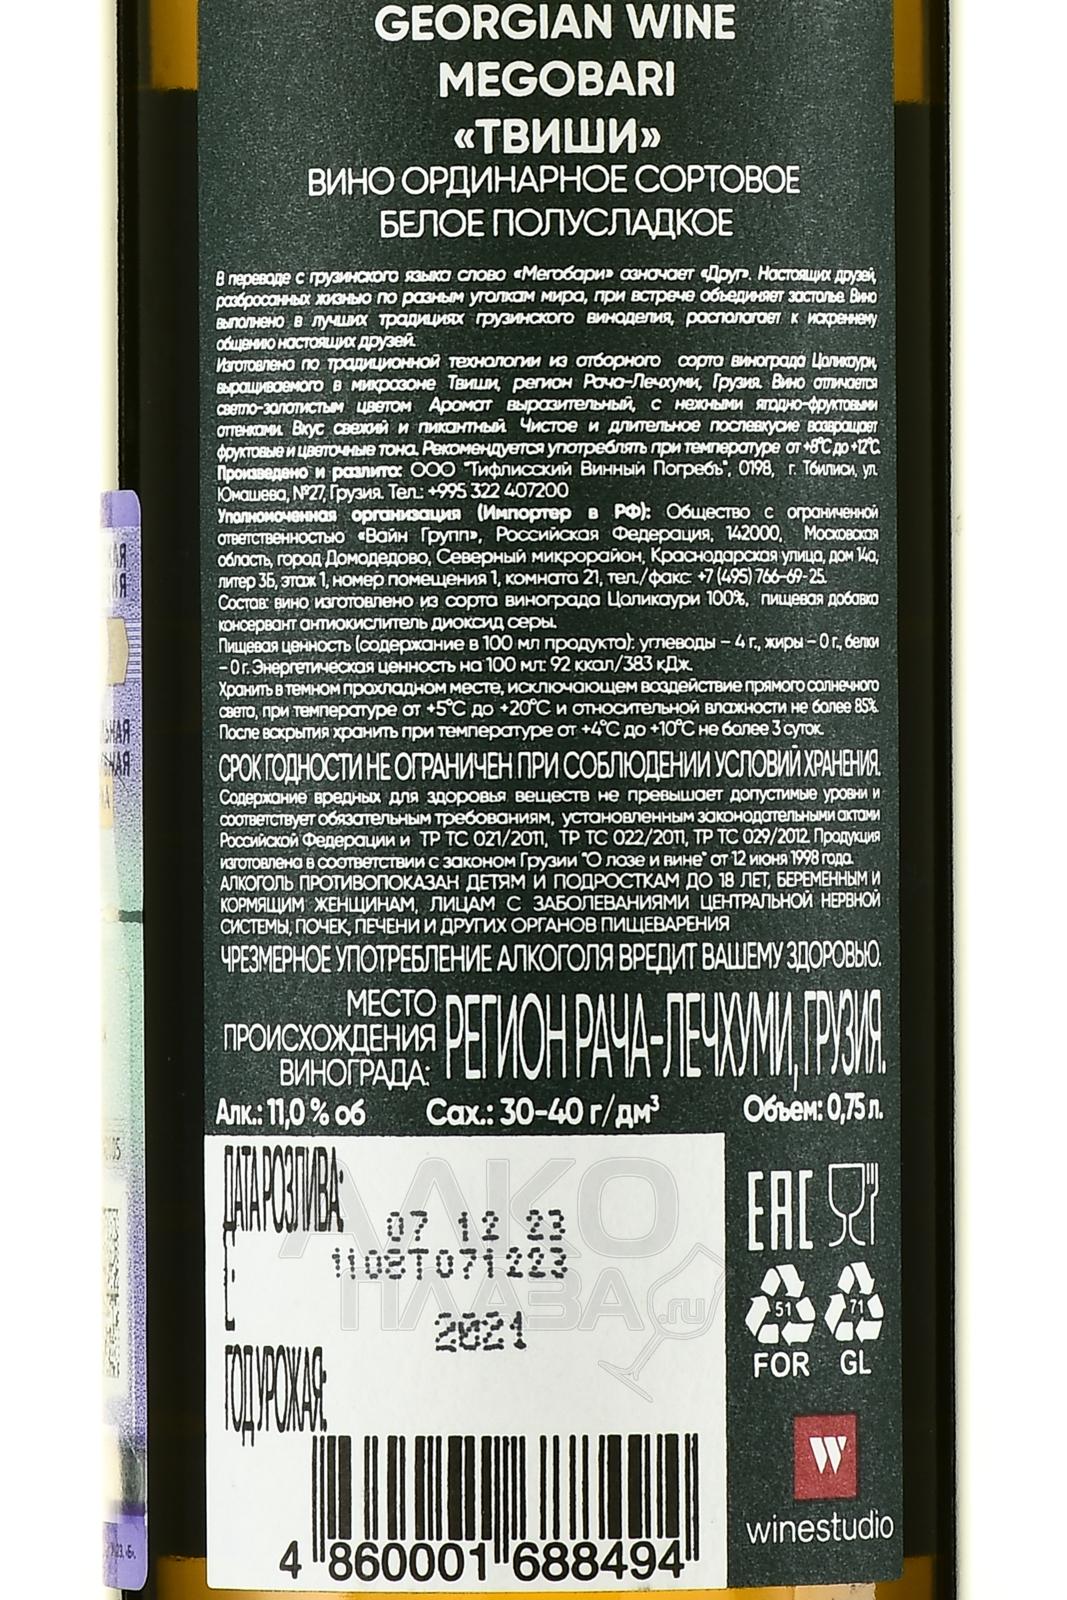 GEORGIAN WINE
MEGOBARI
«ТВИШИ»
ВИНО ОРДИНАРНОЕ СОРТОВОЕ
БЕЛОЕ ПОЛУСЛАДКОЕ
В переводе с грузинского языка слово «Мегобари» означает «Друг». Настоящих друзей,
разбросанных жизнью по разным уголкам мира, при встрече объединяет застолье. Вино
выполнено в лучших традициях грузинского виноделия, располагает к искреннему
общению настоящих друзей.
Изготовлено по традиционной технологии из отборного сорта винограда Цоликаури,
выращиваемого в микрозоне Твиши, регион Рача-Лечхуми, Грузия. Вино отличается
светло-золотистым цветом Аромат выразительный, с нежными ягодно-фруктовыми
оттенками. Вкус свежий и пикантный. Чистое и длительное послевкусие возвращает
фруктовые и цветочные тона. Рекомендуется употреблять при температуре от +8°С до +12°С.
Произведено и разлито: ООО "Тифлисский Винный Погребъ", 0198, г. Тбилиси, ул.
Юмашева, №27, Грузия. Тел.: +995 322 407200
Уполномоченная организация (Импортер в РФ): Общество с ограниченной
ответственностью «Вайн Групп», Российская Федерация, 142000, Московская
область, город Домодедово, Северный микрорайон, Краснодарская улица, дом 14а,
литер 3Б, этаж 1, номер помещения 1, комната 21, тел./факс: +7 (495) 766-69-25.
Состав: вино изготовлено из сорта винограда Цоликаури 100%, пищевая добавка
консервант антиокислитель диоксид серы.
Пищевая ценность (содержание в 100 мл продукта): углеводы – 4 г., жиры – 0 г., белки
– 0 г. Энергетическая ценность на 100 мл: 92 ккал/383 кДж.
Хранить в темном прохладном месте, исключающем воздействие прямого солнечного
света, при температуре от +5°С до +20°С и относительной влажности не более 85%.
После вскрытия хранить при температуре от +4°С до +10°С не более 3 суток.
СРОК ГОДНОСТИ НЕ ОГРАНИЧЕН ПРИ СОБЛЮДЕНИИ УСЛОВИЙ ХРАНЕНИЯ.
Содержание вредных для здоровья веществ не превышает допустимые уровни и
соответствует обязательным требованиям, установленным законодательными актами
Российской Федерации и ТР ТС 021/2011, ТР ТС 022/2011, ТР ТС 029/2012. Продукция
изготовлена в соответствии с законом Грузии "О лозе и вине" от 12 июня 1998 года.
АЛКОГОЛЬ ПРОТИВОПОКАЗАН ДЕТЯМ И ПОДРОСТКАМ ДО 18 ЛЕТ, БЕРЕМЕННЫМ И
КОРМЯЩИМ ЖЕНЩИНАМ, ЛИЦАМ С ЗАБОЛЕВАНИЯМИ ЦЕНТРАЛЬНОЙ НЕРВНОЙ
СИСТЕМЫ, ПОЧЕК, ПЕЧЕНИ И ДРУГИХ ОРГАНОВ ПИЩЕВАРЕНИЯ
ЧРЕЗМЕРНОЕ УПОТРЕБЛЕНИЕ АЛКОГОЛЯ ВРЕДИТ ВАШЕМУ ЗДОРОВЬЮ.
МЕСТО
ПРОИСХОЖДЕНИЯ
ВИНОГРАДА: РЕГИОН РАЧА-ЛЕЧХУМИ, ГРУЗИЯ.
Алк.: 11,0 % об Сах.: 30-40 г/дм³ Объем: 0,75 л.
ДАТА РОЗЛИВА:
07 12 23
L:
1108T071223
2021
ГОД УРОЖАЯ:
4 860001 688494
EAC
51 71
FOR GL
W
winestudio
АЛКО
ПЛАЗА.ru